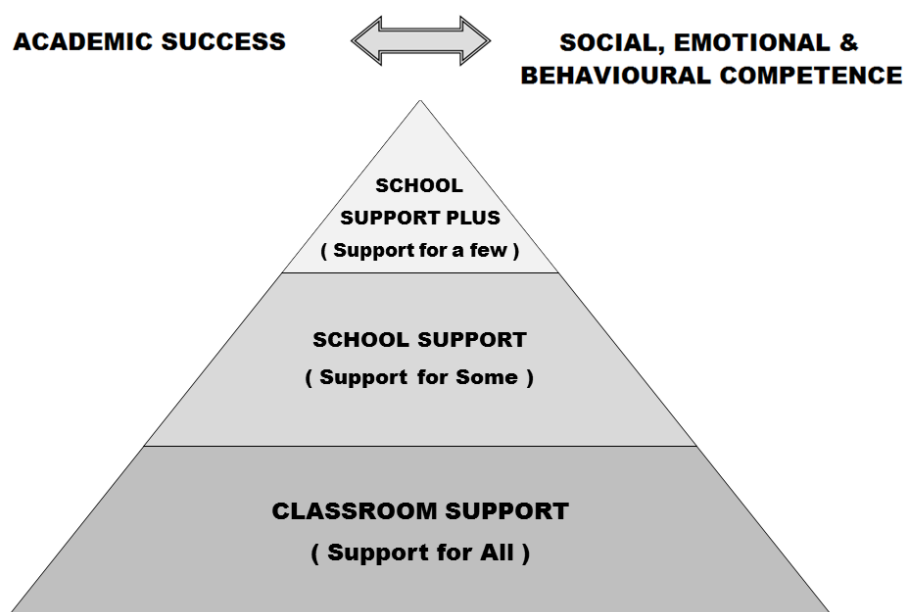 ACADEMIC SUCCESS
SOCIAL, EMOTIONAL &
BEHAVIOURAL COMPETENCE
SCHOOL
SUPPORT PLUS
( Support for a few )
SCHOOL SUPPORT
( Support for Some )
CLASSROOM SUPPORT
( Support for All )